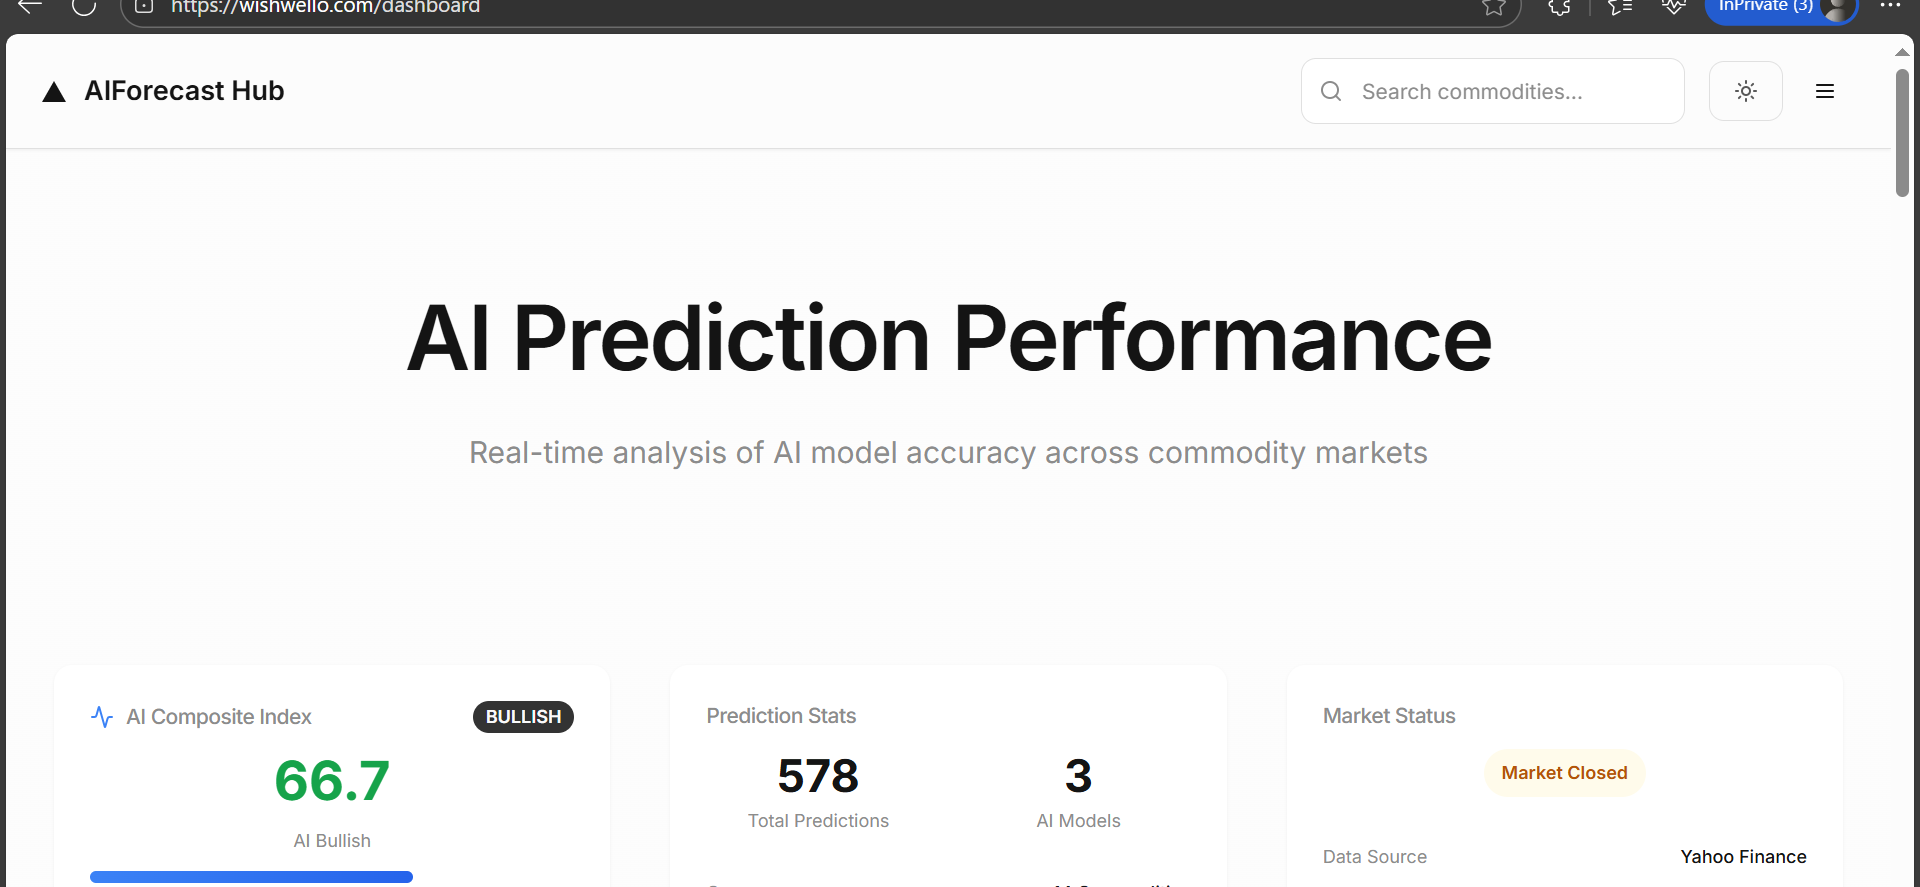 https://wishwello.com/dashboard
InPrivate (3)
AIForecast Hub
Search commodities...
AI Prediction Performance
Real-time analysis of AI model accuracy across commodity markets
AI Composite Index
BULLISH
66.7
AI Bullish
Prediction Stats
578
Total Predictions
3
AI Models
Market Status
Market Closed
Data Source
Yahoo Finance